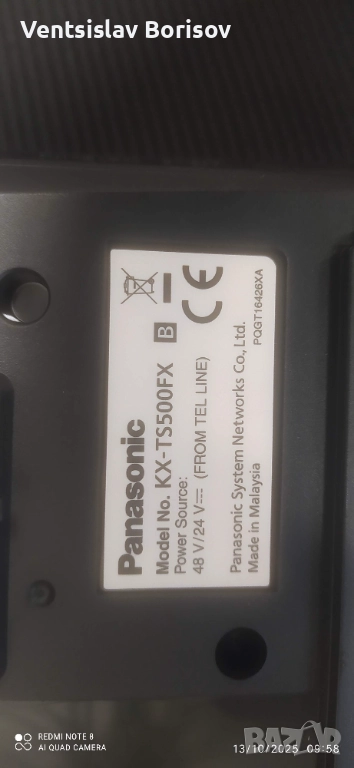 Ventsislav Borisov
Panasonic
Model No. KX-TS500FX B
Power Source:
48 V/24 V⎓ (FROM TEL LINE)
Panasonic System Networks Co.,Ltd.
Made in Malaysia
CE
PQGT16426XA
REDMI NOTE 8
AI QUAD CAMERA
BAZAR
13/10/2025 09:58